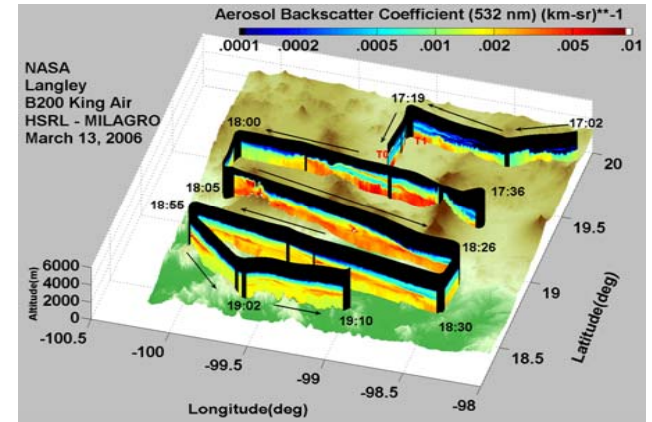 Aerosol Backscatter Coefficient (532 nm) (km-sr)**-1
.0001 .0002 .0005 .001 .002 .005 .01
NASA
Langley
B200 King Air
HSRL - MILAGRO
March 13, 2006
17:19
17:02
18:00
T0
T1
20
17:36
18:05
19.5
18:55
18:26
19
19:02
19:10
18:30
18.5
6000
4000
2000
0
Altitude(m)
-100.5
-100
-99.5
-99
-98.5
-98
Latitude(deg)
Longitude(deg)